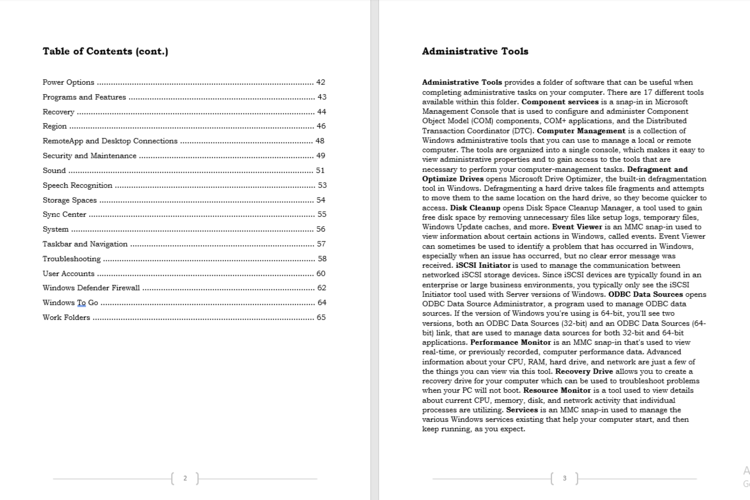 Table of Contents (cont.)
Power Options ................................................................ 42
Programs and Features ................................................................ 43
Recovery ................................................................ 44
Region ................................................................ 46
RemoteApp and Desktop Connections ................................................................ 48
Security and Maintenance ................................................................ 49
Sound ................................................................ 51
Speech Recognition ................................................................ 53
Storage Spaces ................................................................ 54
Sync Center ................................................................ 55
System ................................................................ 56
Taskbar and Navigation ................................................................ 57
Troubleshooting ................................................................ 58
User Accounts ................................................................ 60
Windows Defender Firewall ................................................................ 62
Windows To Go ................................................................ 64
Work Folders ................................................................ 65
2
Administrative Tools
Administrative Tools provides a folder of software that can be useful when
completing administrative tasks on your computer. There are 17 different tools
available within this folder. Component services is a snap-in in Microsoft
Management Console that is used to configure and administer Component
Object Model (COM) components, COM+ applications, and the Distributed
Transaction Coordinator (DTC). Computer Management is a collection of
Windows administrative tools that you can use to manage a local or remote
computer. The tools are organized into a single console, which makes it easy to
view administrative properties and to gain access to the tools that are
necessary to perform your computer-management tasks. Defragment and
Optimize Drives opens Microsoft Drive Optimizer, the built-in defragmentation
tool in Windows. Defragmenting a hard drive takes file fragments and attempts
to move them to the same location on the hard drive, so they become quicker to
access. Disk Cleanup opens Disk Space Cleanup Manager, a tool used to gain
free disk space by removing unnecessary files like setup logs, temporary files,
Windows Update caches, and more. Event Viewer is an MMC snap-in used to
view information about certain actions in Windows, called events. Event Viewer
can sometimes be used to identify a problem that has occurred in Windows,
especially when an issue has occurred, but no clear error message was
received. iSCSI Initiator is used to manage the communication between
networked iSCSI storage devices. Since iSCSI devices are typically found in an
enterprise or large business environments, you typically only see the iSCSI
Initiator tool used with Server versions of Windows. ODBC Data Sources opens
ODBC Data Source Administrator, a program used to manage ODBC data
sources. If the version of Windows you're using is 64-bit, you'll see two
versions, both an ODBC Data Sources (32-bit) and an ODBC Data Sources (64-
bit) link, that are used to manage data sources for both 32-bit and 64-bit
applications. Performance Monitor is an MMC snap-in that's used to view
real-time, or previously recorded, computer performance data. Advanced
information about your CPU, RAM, hard drive, and network are just a few of
the things you can view via this tool. Recovery Drive allows you to create a
recovery drive for your computer which can be used to troubleshoot problems
when your PC will not boot. Resource Monitor is a tool used to view details
about current CPU, memory, disk, and network activity that individual
processes are utilizing. Services is an MMC snap-in used to manage the
various Windows services existing that help your computer start, and then
keep running, as you expect.
3